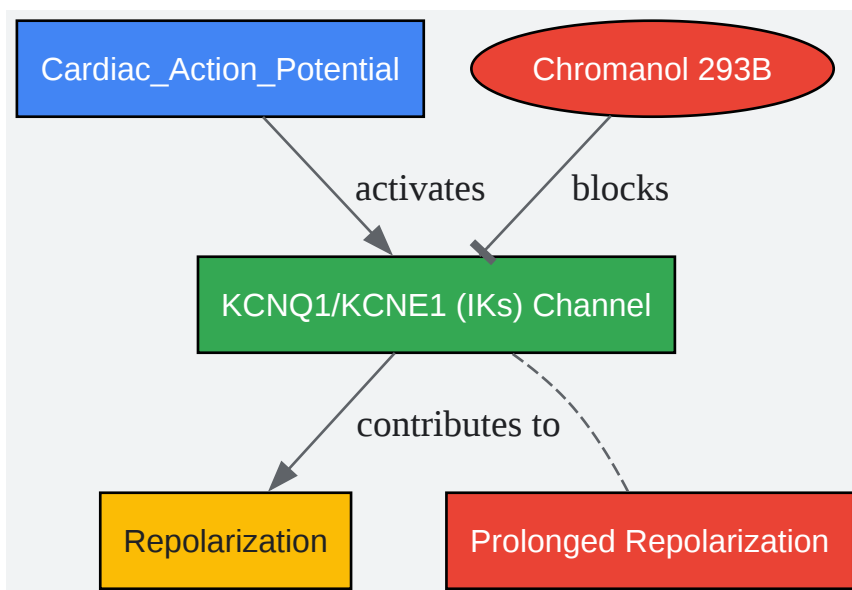 Cardiac_Action_Potential
Chromanol 293B
activates
blocks
KCNQ1/KCNE1 (IKs) Channel
contributes to
Repolarization
Prolonged Repolarization